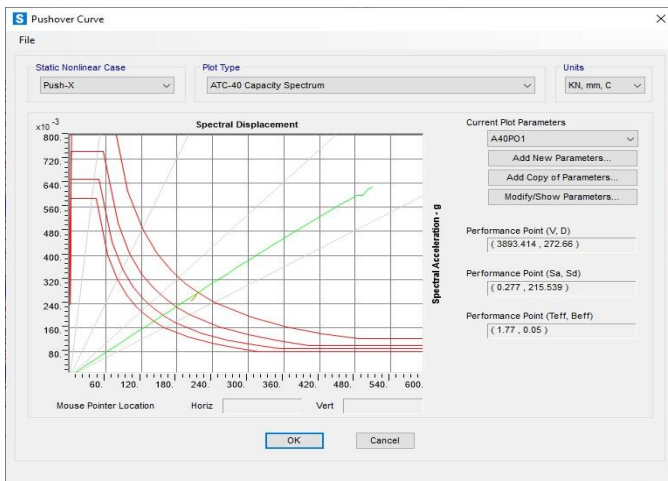 S Pushover Curve
File
Static Nonlinear Case
Push-X
Plot Type
ATC-40 Capacity Spectrum
Units
KN, mm, C
x10 -3
Spectral Displacement
800.
720.
640.
560.
480.
400.
320.
240.
160.
80.
60. 120. 180. 240. 300. 360. 420. 480. 540. 600.
Spectral Acceleration - g
Mouse Pointer Location Horiz Vert
Current Plot Parameters
A40PO1
Add New Parameters...
Add Copy of Parameters...
Modify/Show Parameters...
Performance Point (V, D)
( 3893.414 , 272.66 )
Performance Point (Sa, Sd)
( 0.277 , 215.539 )
Performance Point (Teff, Beff)
( 1.77 , 0.05 )
OK Cancel